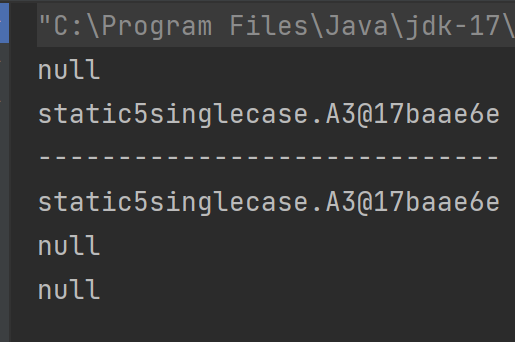 "C:\Program Files\Java\jdk-17\
null
static5singlecase.A3@17baae6e
-----------------------------
static5singlecase.A3@17baae6e
null
null